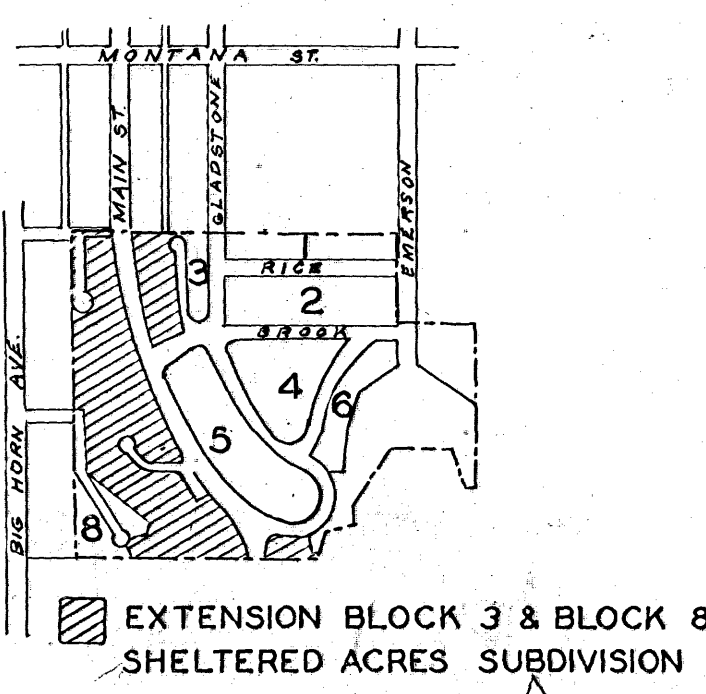 MONTANA ST.
MAIN ST.
GLADSTONE
EMERSON
3
RICE
2
BROOK
4
6
5
BIG HORN AVE.
8
EXTENSION BLOCK 3 & BLOCK 8
SHELTERED ACRES SUBDIVISION